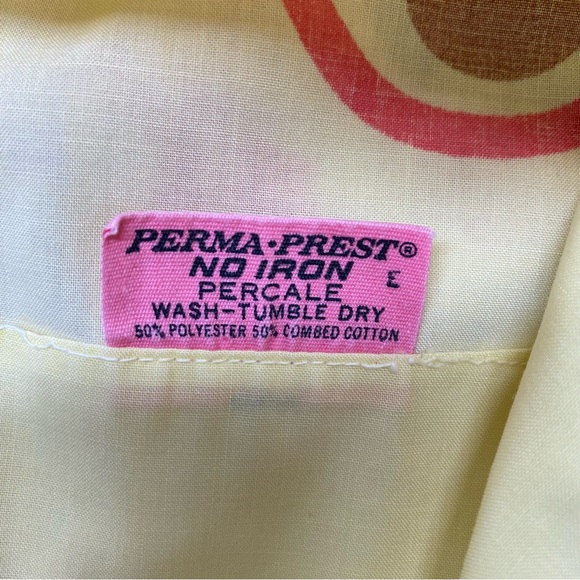 PERMA·PREST®
NO IRON
E
PERCALE
WASH-TUMBLE DRY
50% POLYESTER 50% COMBED COTTON